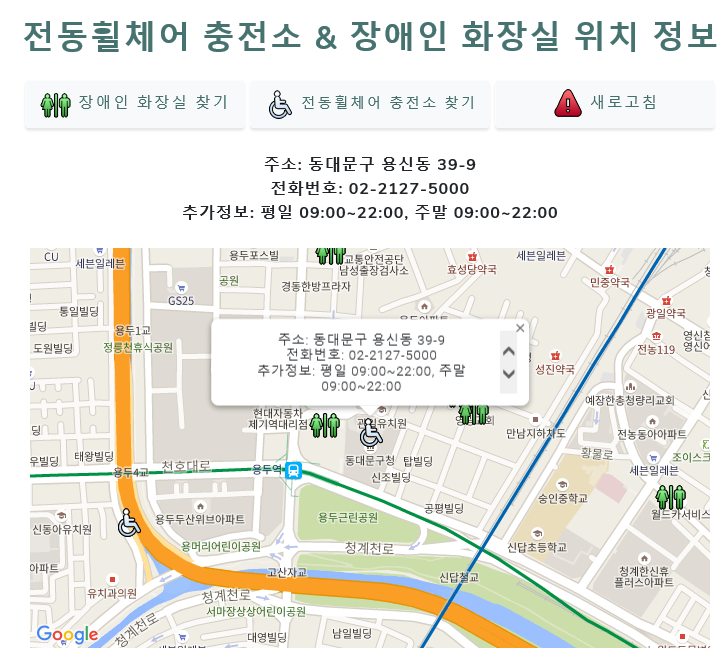 전동휠체어 충전소 & 장애인 화장실 위치 정보
장애인 화장실 찾기
전동휠체어 충전소 찾기
새로고침
주소: 동대문구 용신동 39-9
전화번호: 02-2127-5000
추가정보: 평일 09:00~22:00, 주말 09:00~22:00
CU
세븐일레븐
용두포스빌
교통안전공단
남성출장검사소
효성당약국
세븐일레븐
민중약국
공원
경동한방프라자
GS25
통일빌딩
광일약국
빌딩
용두1교
정릉천휴식공원
도원빌딩
전농119
주소: 동대문구 용신동 39-9
전화번호: 02-2127-5000
추가정보: 평일 09:00~22:00, 주말
09:00~22:00
성진약국
예장한춘청량리교회
현대자동차
제기역대리점
만남지하차도
전농동아아파트
황물로
조이스크
태왕빌딩
우빌딩
용두4교
천호대로
용두역
동대문구청
탑빌딩
신조빌딩
세븐일레븐
숭인중학교
월드카서비스
공평빌딩
신동아유치원
용두두산위브아파트
용두근린공원
용머리어린이공원
청계천로
신답초등학교
아파트
고산자교
신답철교
청계한신휴
플러스아파트
유치과의원
청계천로
서마장상상어린이공원
청계천로
대영빌딩
남일빌딩
Google